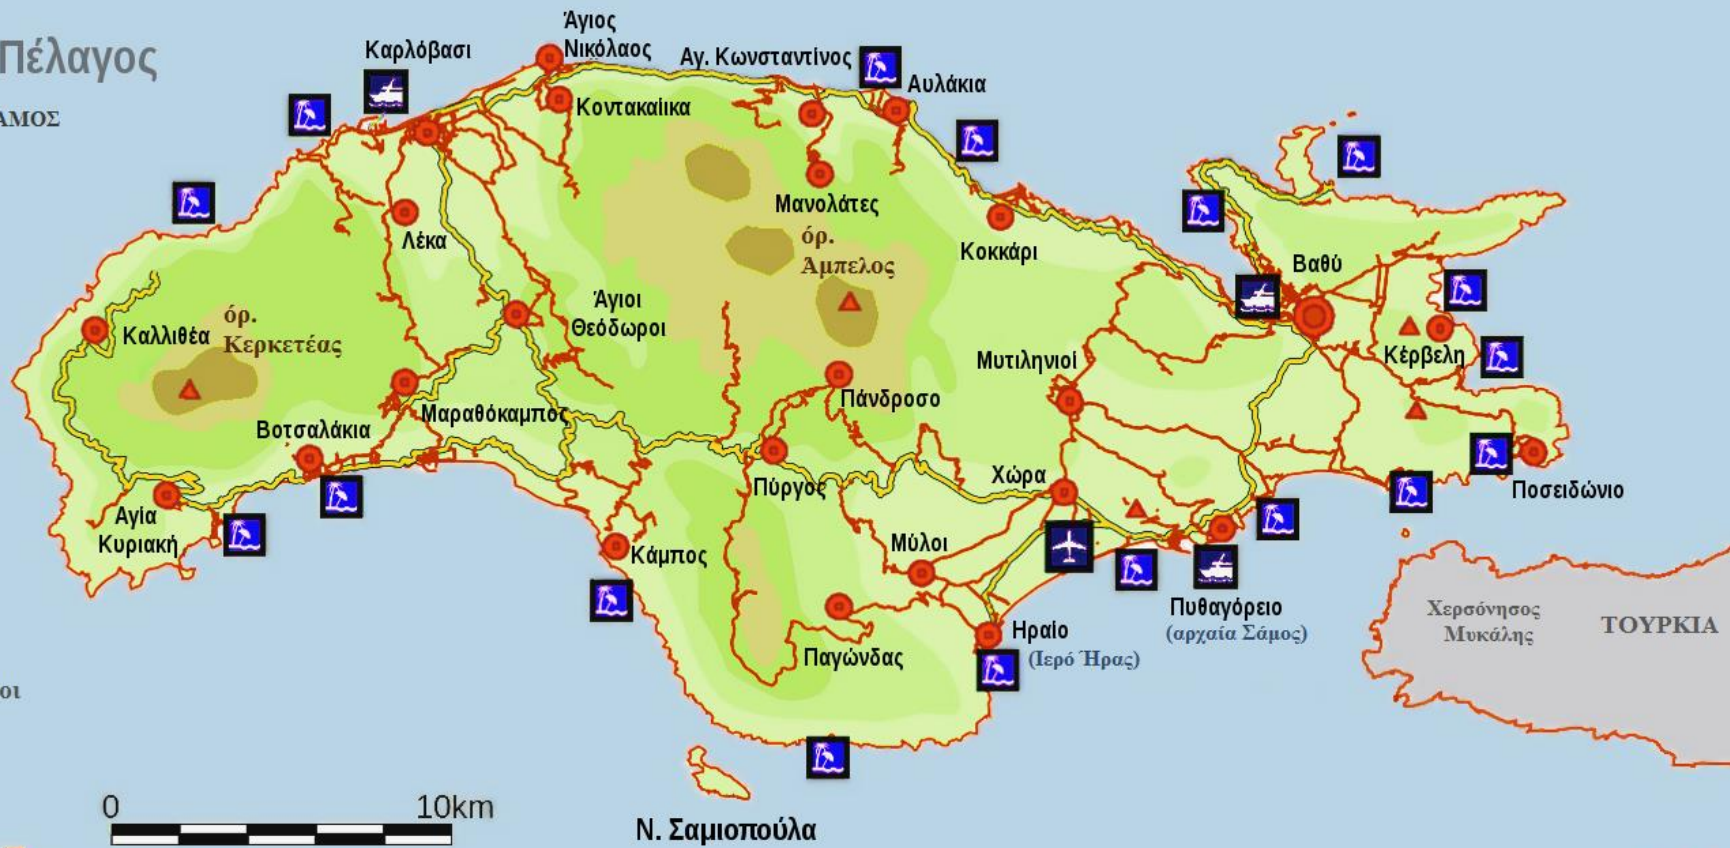 Πέλαγος
ΑΜΟΣ
Καρλόβασι
Άγιος
Νικόλαος
Αγ. Κωνσταντίνος
Αυλάκια
Κοντακαίικα
Μανολάτες
όρ.
Άμπελος
Κοκκάρι
Βαθύ
Λέκα
Άγιοι
Θεόδωροι
Καλλιθέα
όρ.
Κερκετέας
Μυτιληνιοί
Κέρβελη
Πάνδροσο
Μαραθόκαμπος
Βοτσαλάκια
Χώρα
Πύργος
Ποσειδώνιο
Αγία
Κυριακή
Κάμπος
Μύλοι
Πυθαγόρειο
(αρχαία Σάμος)
Χερσόνησος
Μυκάλης
ΤΟΥΡΚΙΑ
Ηραίο
(Ιερό Ήρας)
Παγώνδας
οι
0 10km
Ν. Σαμιοπούλα